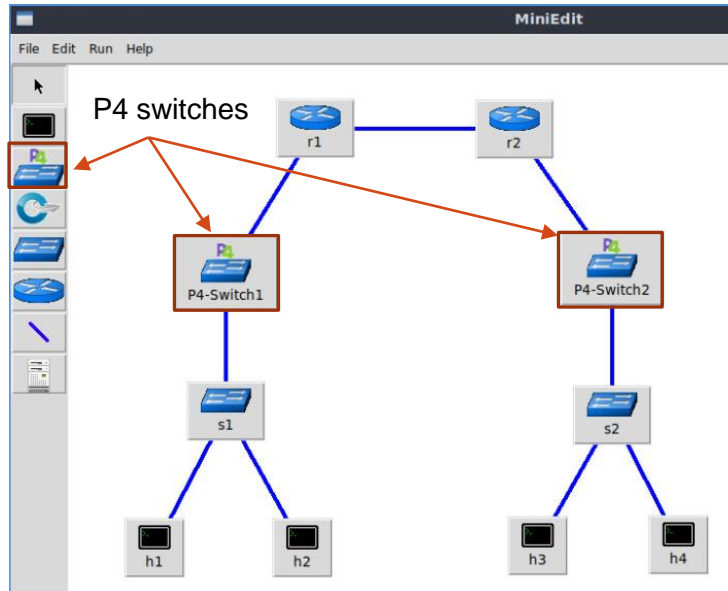 MiniEdit
File Edit Run Help
P4 switches
r1
r2
P4
P4
P4-Switch1
P4
P4-Switch2
s1
s2
h1
h2
h3
h4